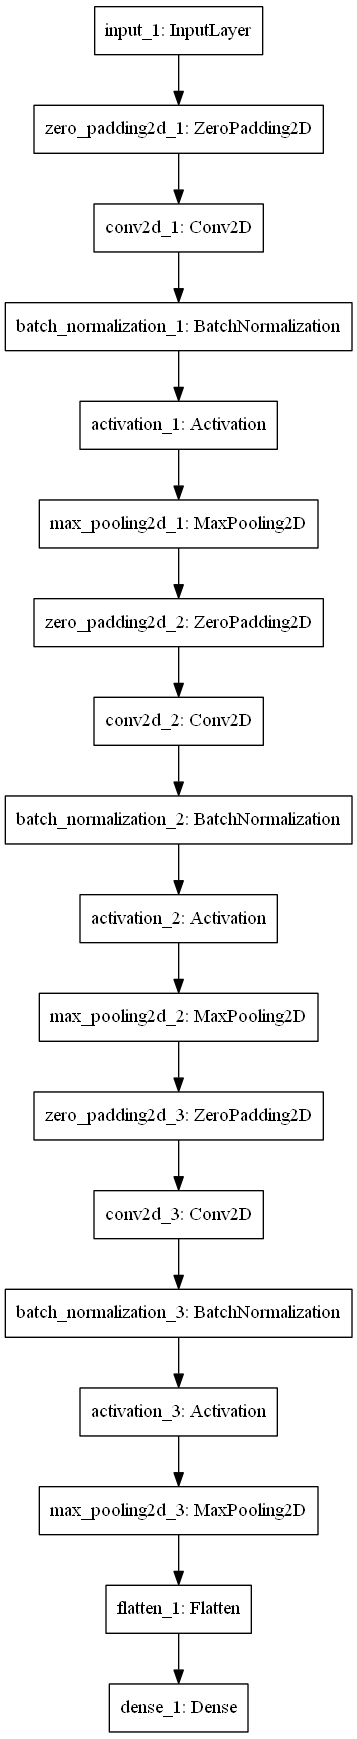 input_1: InputLayer
zero_padding2d_1: ZeroPadding2D
conv2d_1: Conv2D
batch_normalization_1: BatchNormalization
activation_1: Activation
max_pooling2d_1: MaxPooling2D
zero_padding2d_2: ZeroPadding2D
conv2d_2: Conv2D
batch_normalization_2: BatchNormalization
activation_2: Activation
max_pooling2d_2: MaxPooling2D
zero_padding2d_3: ZeroPadding2D
conv2d_3: Conv2D
batch_normalization_3: BatchNormalization
activation_3: Activation
max_pooling2d_3: MaxPooling2D
flatten_1: Flatten
dense_1: Dense